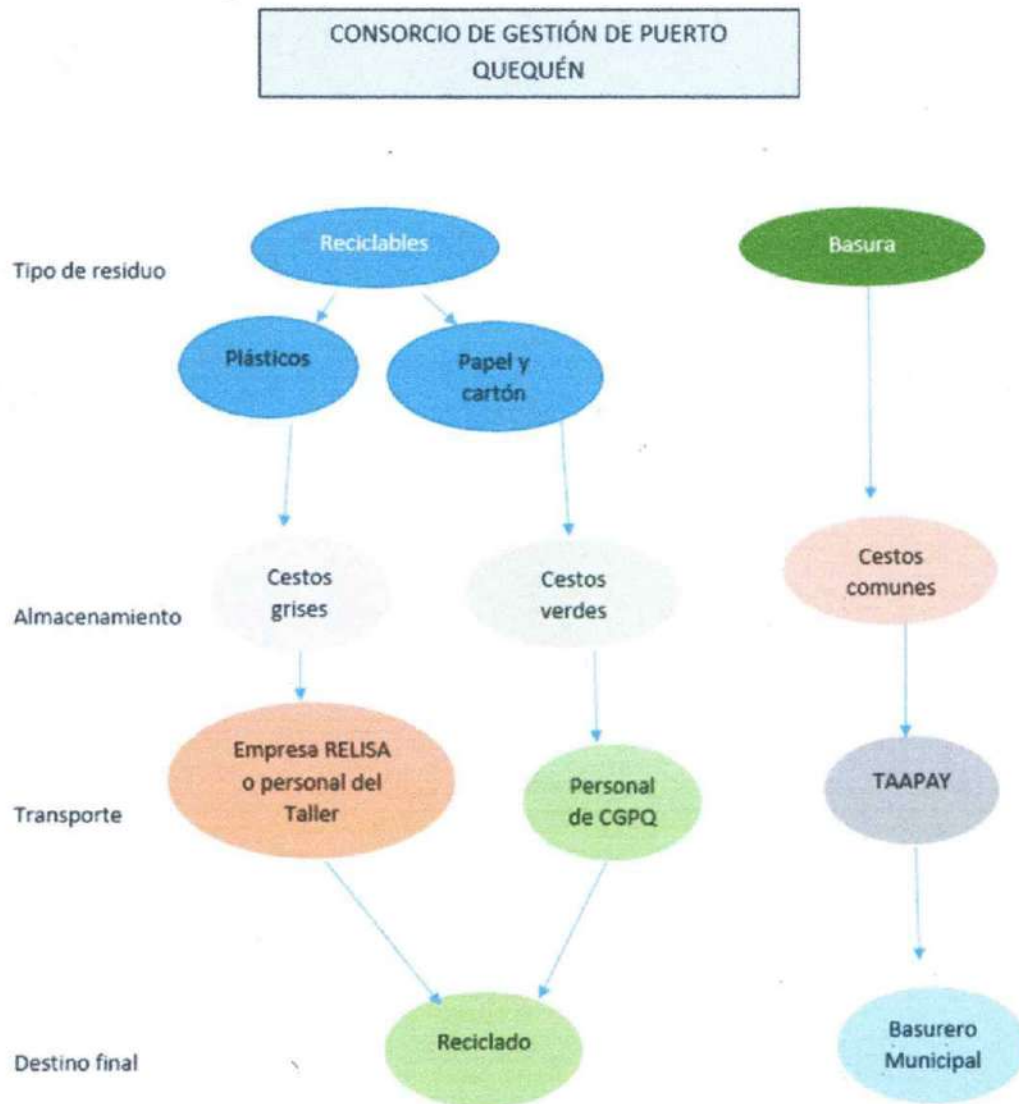 CONSORCIO DE GESTIÓN DE PUERTO
QUEQUÉN
Reciclables
Basura
Tipo de residuo
Plásticos
Papel y
cartón
Cestos
grises
Cestos
verdes
Cestos
comunes
Almacenamiento
Empresa RELISA
o personal del
Taller
Personal
de CGPQ
TAAPAY
Transporte
Reciclado
Basurero
Municipal
Destino final